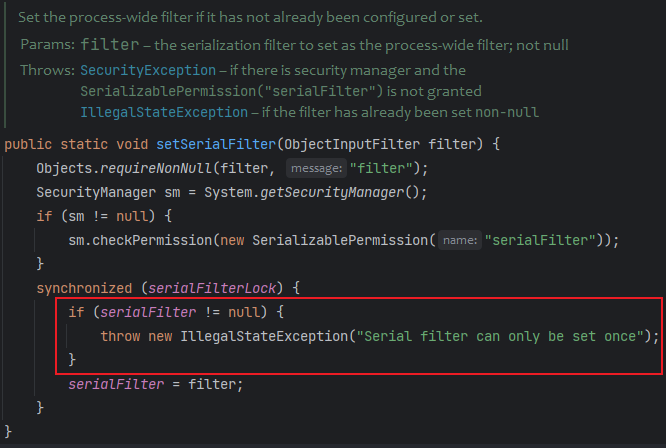 Set the process-wide filter if it has not already been configured or set.
Params: filter – the serialization filter to set as the process-wide filter; not null
Throws: SecurityException – if there is security manager and the
SerializablePermission("serialFilter") is not granted
IllegalStateException – if the filter has already been set non-null
public static void setSerialFilter(ObjectInputFilter filter) {
    Objects.requireNonNull(filter, message: "filter");
    SecurityManager sm = System.getSecurityManager();
    if (sm != null) {
        sm.checkPermission(new SerializablePermission( name: "serialFilter"));
    }
    synchronized (serialFilterLock) {
        if (serialFilter != null) {
            throw new IllegalStateException("Serial filter can only be set once");
        }
        serialFilter = filter;
    }
}